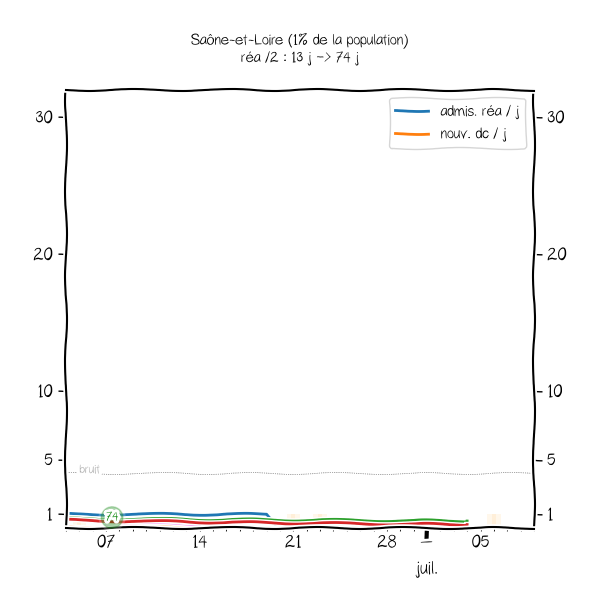 Saône-et-Loire (1% de la population)
réa /2 : 13 j -> 74 j
admis. réa / j
nouv. dc / j
30
30
20
20
10
10
5
5
bruit
1
74
1
07
14
21
28
05
juil.